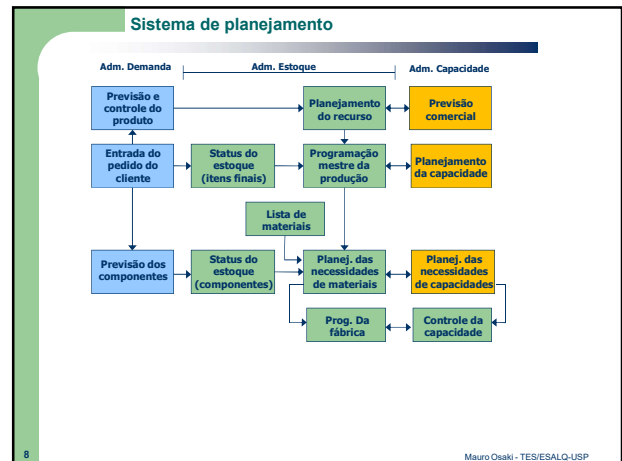 Sistema de planejamento
Adm. Demanda
Adm. Estoque
Adm. Capacidade
Previsão e
controle do
produto
Planejamento
do recurso
Previsão
comercial
Entrada do
pedido do
cliente
Status do
estoque
(itens finais)
Programação
mestre da
produção
Planejamento
da capacidade
Lista de
materiais
Previsão dos
componentes
Status do
estoque
(componentes)
Planej. das
necessidades
de materiais
Planej. das
necessidades
de capacidades
Prog. Da
fábrica
Controle da
capacidade
8
Mauro Osaki - TES/ESALQ-USP